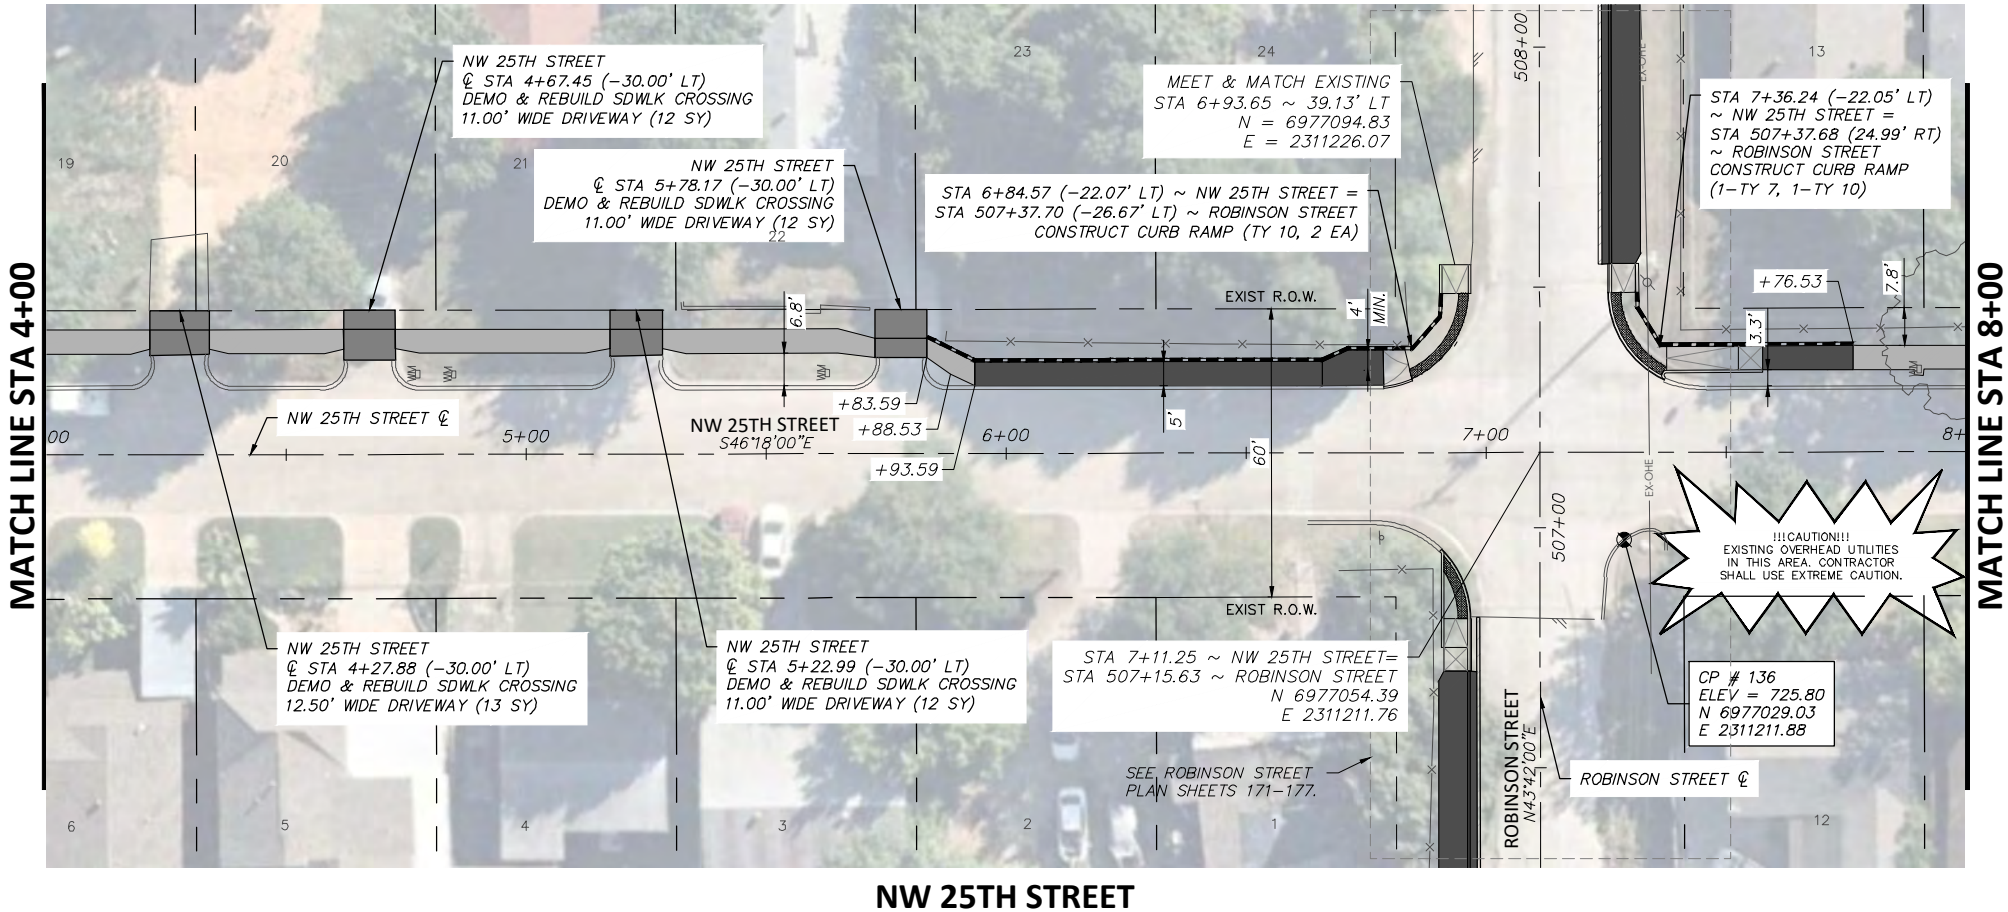 NW 25TH STREET
℄ STA 4+67.45 (-30.00' LT)
DEMO & REBUILD SDWLK CROSSING
11.00' WIDE DRIVEWAY (12 SY)
NW 25TH STREET
℄ STA 5+78.17 (-30.00' LT)
DEMO & REBUILD SDWLK CROSSING
11.00' WIDE DRIVEWAY (12 SY)
MEET & MATCH EXISTING
STA 6+93.65 ~ 39.13' LT
N = 6977094.83
E = 2311226.07
STA 6+84.57 (-22.07' LT) ~ NW 25TH STREET =
STA 507+37.70 (-26.67' LT) ~ ROBINSON STREET
CONSTRUCT CURB RAMP (TY 10, 2 EA)
STA 7+36.24 (-22.05' LT)
~ NW 25TH STREET =
STA 507+37.68 (24.99' RT)
~ ROBINSON STREET
CONSTRUCT CURB RAMP
(1-TY 7, 1-TY 10)
19
20
21
22
23
24
13
508+00
EX-OHE
MATCH LINE STA 4+00
MATCH LINE STA 8+00
6.8'
EXIST R.O.W.
4'
MIN.
+76.53
7.8'
3.3'
WM
WM
WM
WM
NW 25TH STREET ℄
+83.59
+88.53
+93.59
NW 25TH STREET
S46°18'00"E
5'
60'
00
5+00
6+00
7+00
8+
EX-OHE
507+00
!!!CAUTION!!!
EXISTING OVERHEAD UTILITIES
IN THIS AREA. CONTRACTOR
SHALL USE EXTREME CAUTION.
EXIST R.O.W.
NW 25TH STREET
℄ STA 4+27.88 (-30.00' LT)
DEMO & REBUILD SDWLK CROSSING
12.50' WIDE DRIVEWAY (13 SY)
NW 25TH STREET
℄ STA 5+22.99 (-30.00' LT)
DEMO & REBUILD SDWLK CROSSING
11.00' WIDE DRIVEWAY (12 SY)
STA 7+11.25 ~ NW 25TH STREET=
STA 507+15.63 ~ ROBINSON STREET
N 6977054.39
E 2311211.76
CP # 136
ELEV = 725.80
N 6977029.03
E 2311211.88
SEE ROBINSON STREET
PLAN SHEETS 171-177.
ROBINSON STREET
N43°42'00"E
ROBINSON STREET ℄
6
5
4
3
2
1
12
NW 25TH STREET